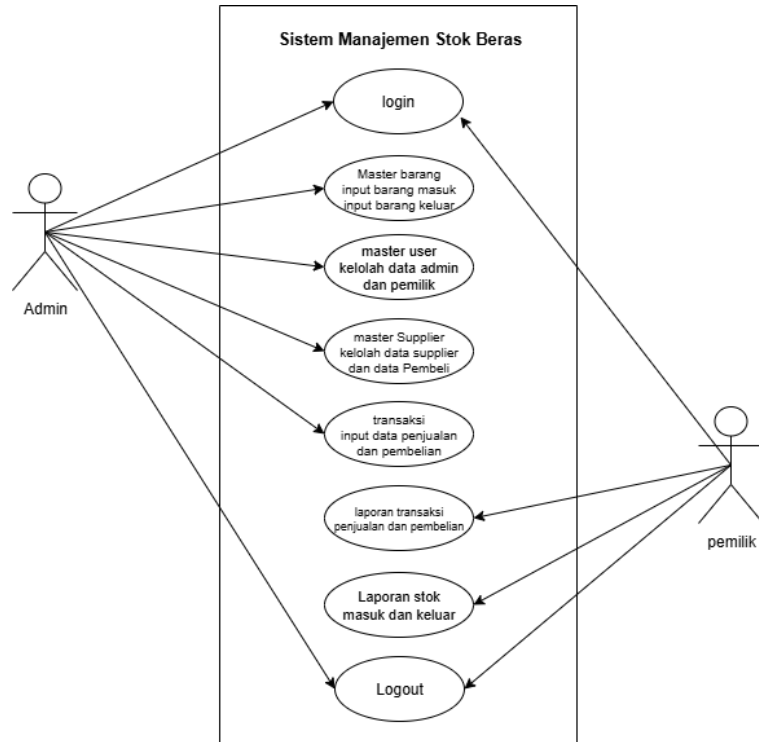 Sistem Manajemen Stok Beras
login
Master barang
input barang masuk
input barang keluar
master user
kelolah data admin
dan pemilik
Admin
master Supplier
kelolah data supplier
dan data Pembeli
transaksi
input data penjualan
dan pembelian
laporan transaksi
penjualan dan pembelian
pemilik
Laporan stok
masuk dan keluar
Logout